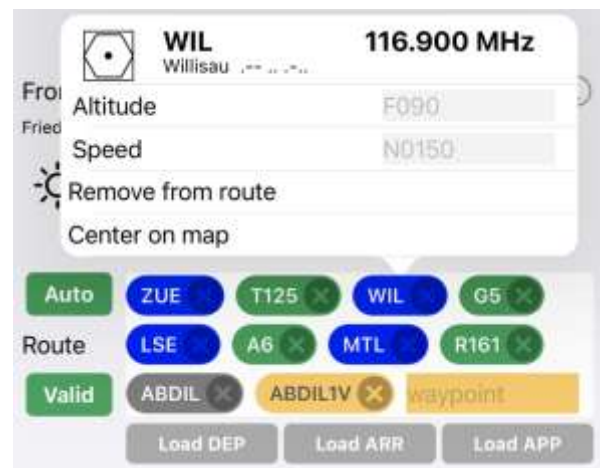 WIL 116.900 MHz
Willisau .-- .. .-..
Fro
Altitude F090
Fried
Speed N0150
Remove from route
Center on map
Auto ZUE T125 WIL G5
Route LSE A6 MTL R161
Valid ABDIL ABDIL1V waypoint
Load DEP Load ARR Load APP